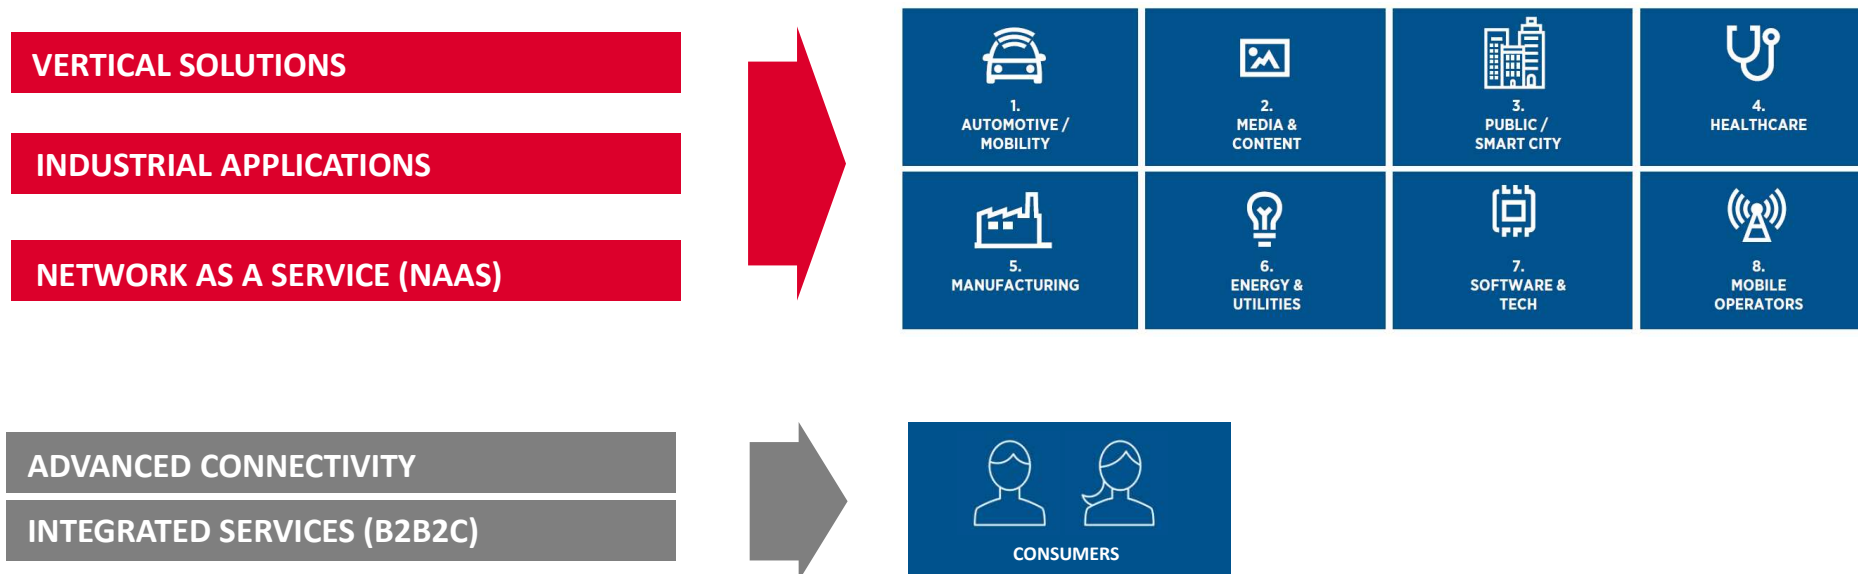 VERTICAL SOLUTIONS
INDUSTRIAL APPLICATIONS
NETWORK AS A SERVICE (NAAS)
1.
AUTOMOTIVE /
MOBILITY
2.
MEDIA &
CONTENT
3.
PUBLIC /
SMART CITY
4.
HEALTHCARE
5.
MANUFACTURING
6.
ENERGY &
UTILITIES
7.
SOFTWARE &
TECH
8.
MOBILE
OPERATORS
ADVANCED CONNECTIVITY
INTEGRATED SERVICES (B2B2C)
CONSUMERS